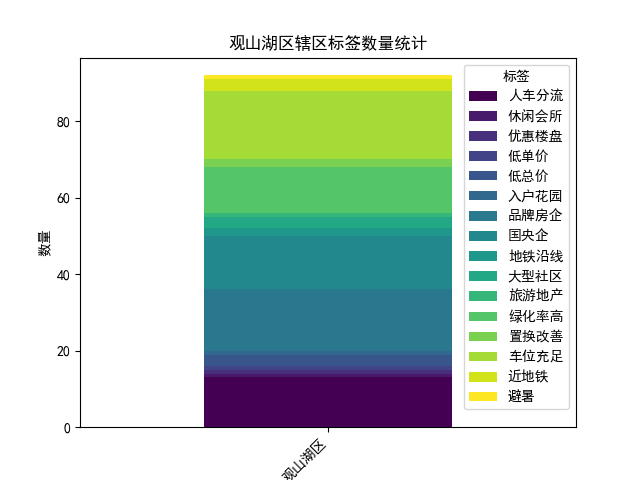 观山湖区辖区标签数量统计
标签
人车分流
休闲会所
优惠楼盘
低单价
低总价
入户花园
品牌房企
国央企
地铁沿线
大型社区
旅游地产
绿化率高
置换改善
车位充足
近地铁
避暑
数量
80
60
40
20
0
观山湖区